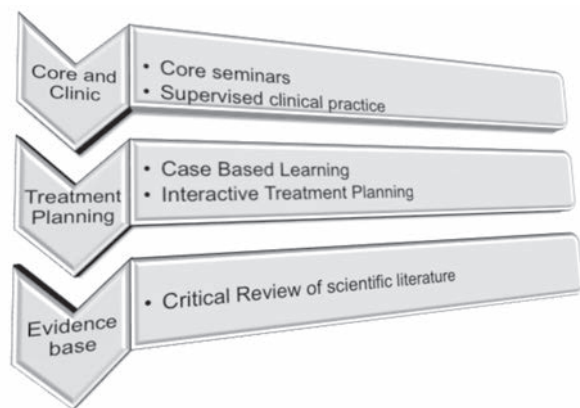 Core and
Clinic
• Core seminars
• Supervised clinical practice
Treatment
Planning
• Case Based Learning
• Interactive Treatment Planning
Evidence
base
• Critical Review of scientific literature